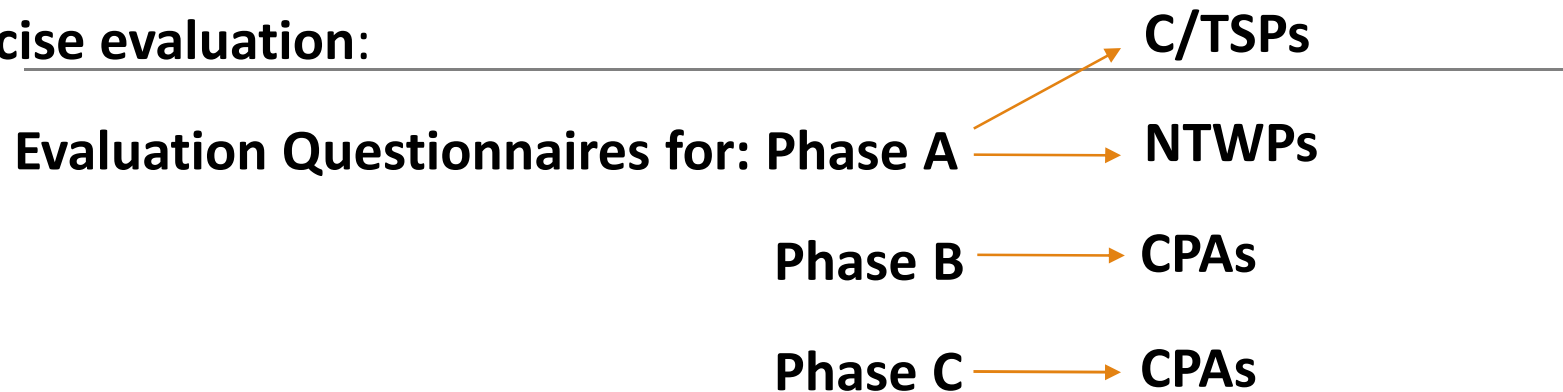 cise evaluation:
C/TSPs
Evaluation Questionnaires for: Phase A
NTWPs
Phase B
CPAs
Phase C
CPAs